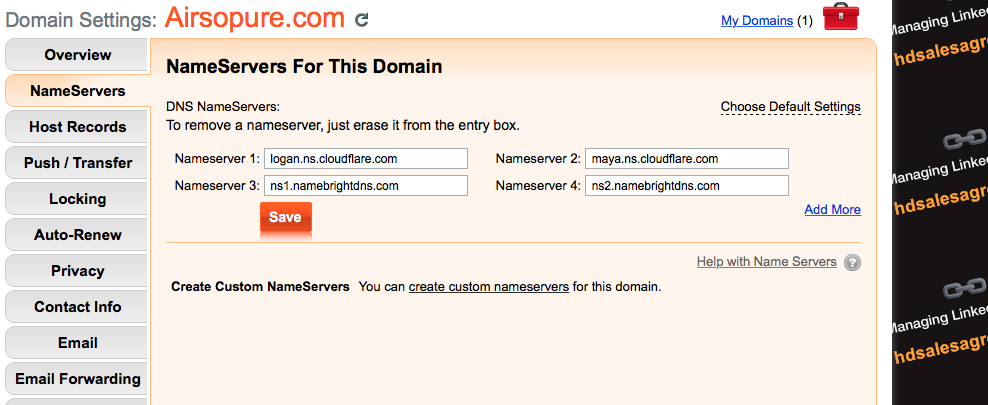 Domain Settings: Airsopure.com
My Domains (1)
Overview
NameServers
Host Records
Push / Transfer
Locking
Auto-Renew
Privacy
Contact Info
Email
Email Forwarding
NameServers For This Domain
DNS NameServers:
Choose Default Settings
To remove a nameserver, just erase it from the entry box.
Nameserver 1: logan.ns.cloudflare.com
Nameserver 2: maya.ns.cloudflare.com
Nameserver 3: ns1.namebrightdns.com
Nameserver 4: ns2.namebrightdns.com
Save
Add More
Help with Name Servers ?
Create Custom NameServers You can create custom nameservers for this domain.
Managing Linke
hdsalesagr
Managing Linke
hdsalesagr
Managing Linke
hdsalesagr